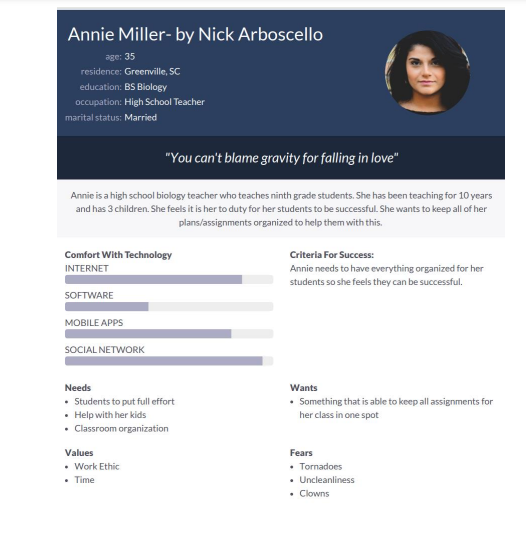 Annie Miller- by Nick Arboscello
age: 35
residence: Greenville, SC
education: BS Biology
occupation: High School Teacher
marital status: Married
"You can't blame gravity for falling in love"
Annie is a high school biology teacher who teaches ninth grade students. She has been teaching for 10 years
and has 3 children. She feels it is her to duty for her students to be successful. She wants to keep all of her
plans/assignments organized to help them with this.
Comfort With Technology
INTERNET
SOFTWARE
MOBILE APPS
SOCIAL NETWORK
Criteria For Success:
Annie needs to have everything organized for her
students so she feels they can be successful.
Needs
• Students to put full effort
• Help with her kids
• Classroom organization
Wants
• Something that is able to keep all assignments for
her class in one spot
Values
• Work Ethic
• Time
Fears
• Tornadoes
• Uncleanliness
• Clowns